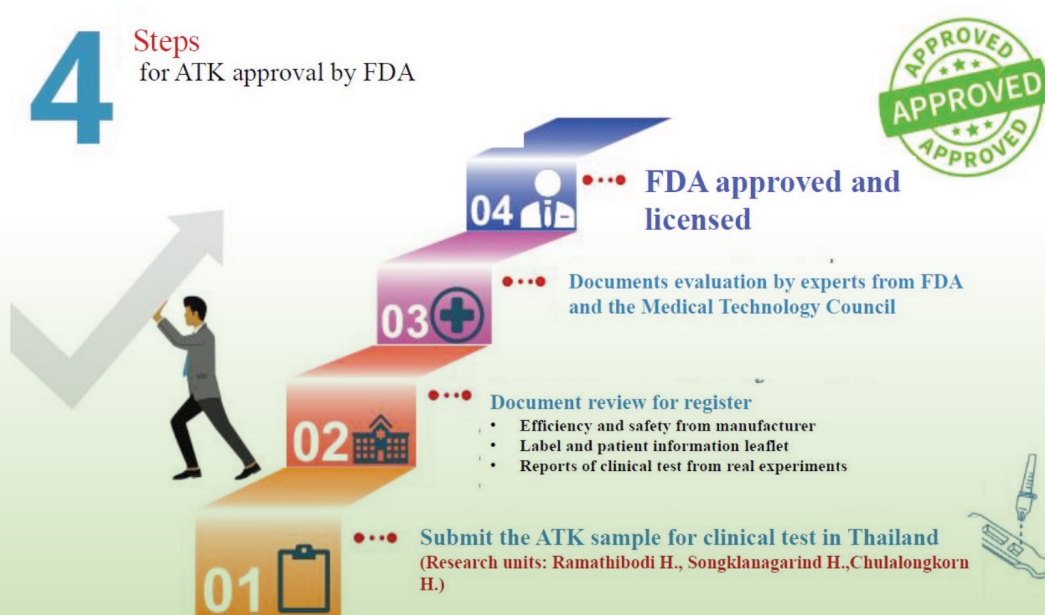 4
Steps
for ATK approval by FDA
APPROVED
APPROVED
APPROVED
04
FDA approved and
licensed
03
Documents evaluation by experts from FDA
and the Medical Technology Council
02
Document review for register
• Efficiency and safety from manufacturer
• Label and patient information leaflet
• Reports of clinical test from real experiments
01
Submit the ATK sample for clinical test in Thailand
(Research units: Ramathibodi H., Songklanagarind H.,Chulalongkorn
H.)